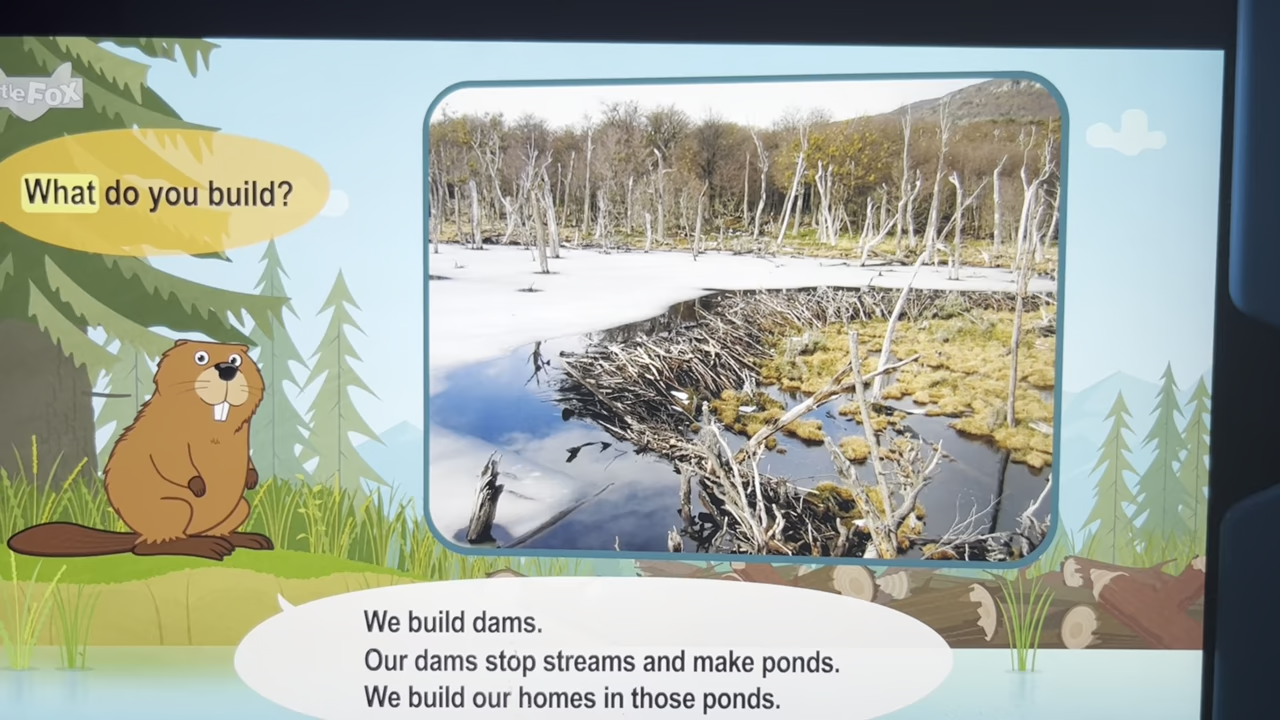 What do you build?
We build dams.
Our dams stop streams and make ponds.
We build our homes in those ponds.